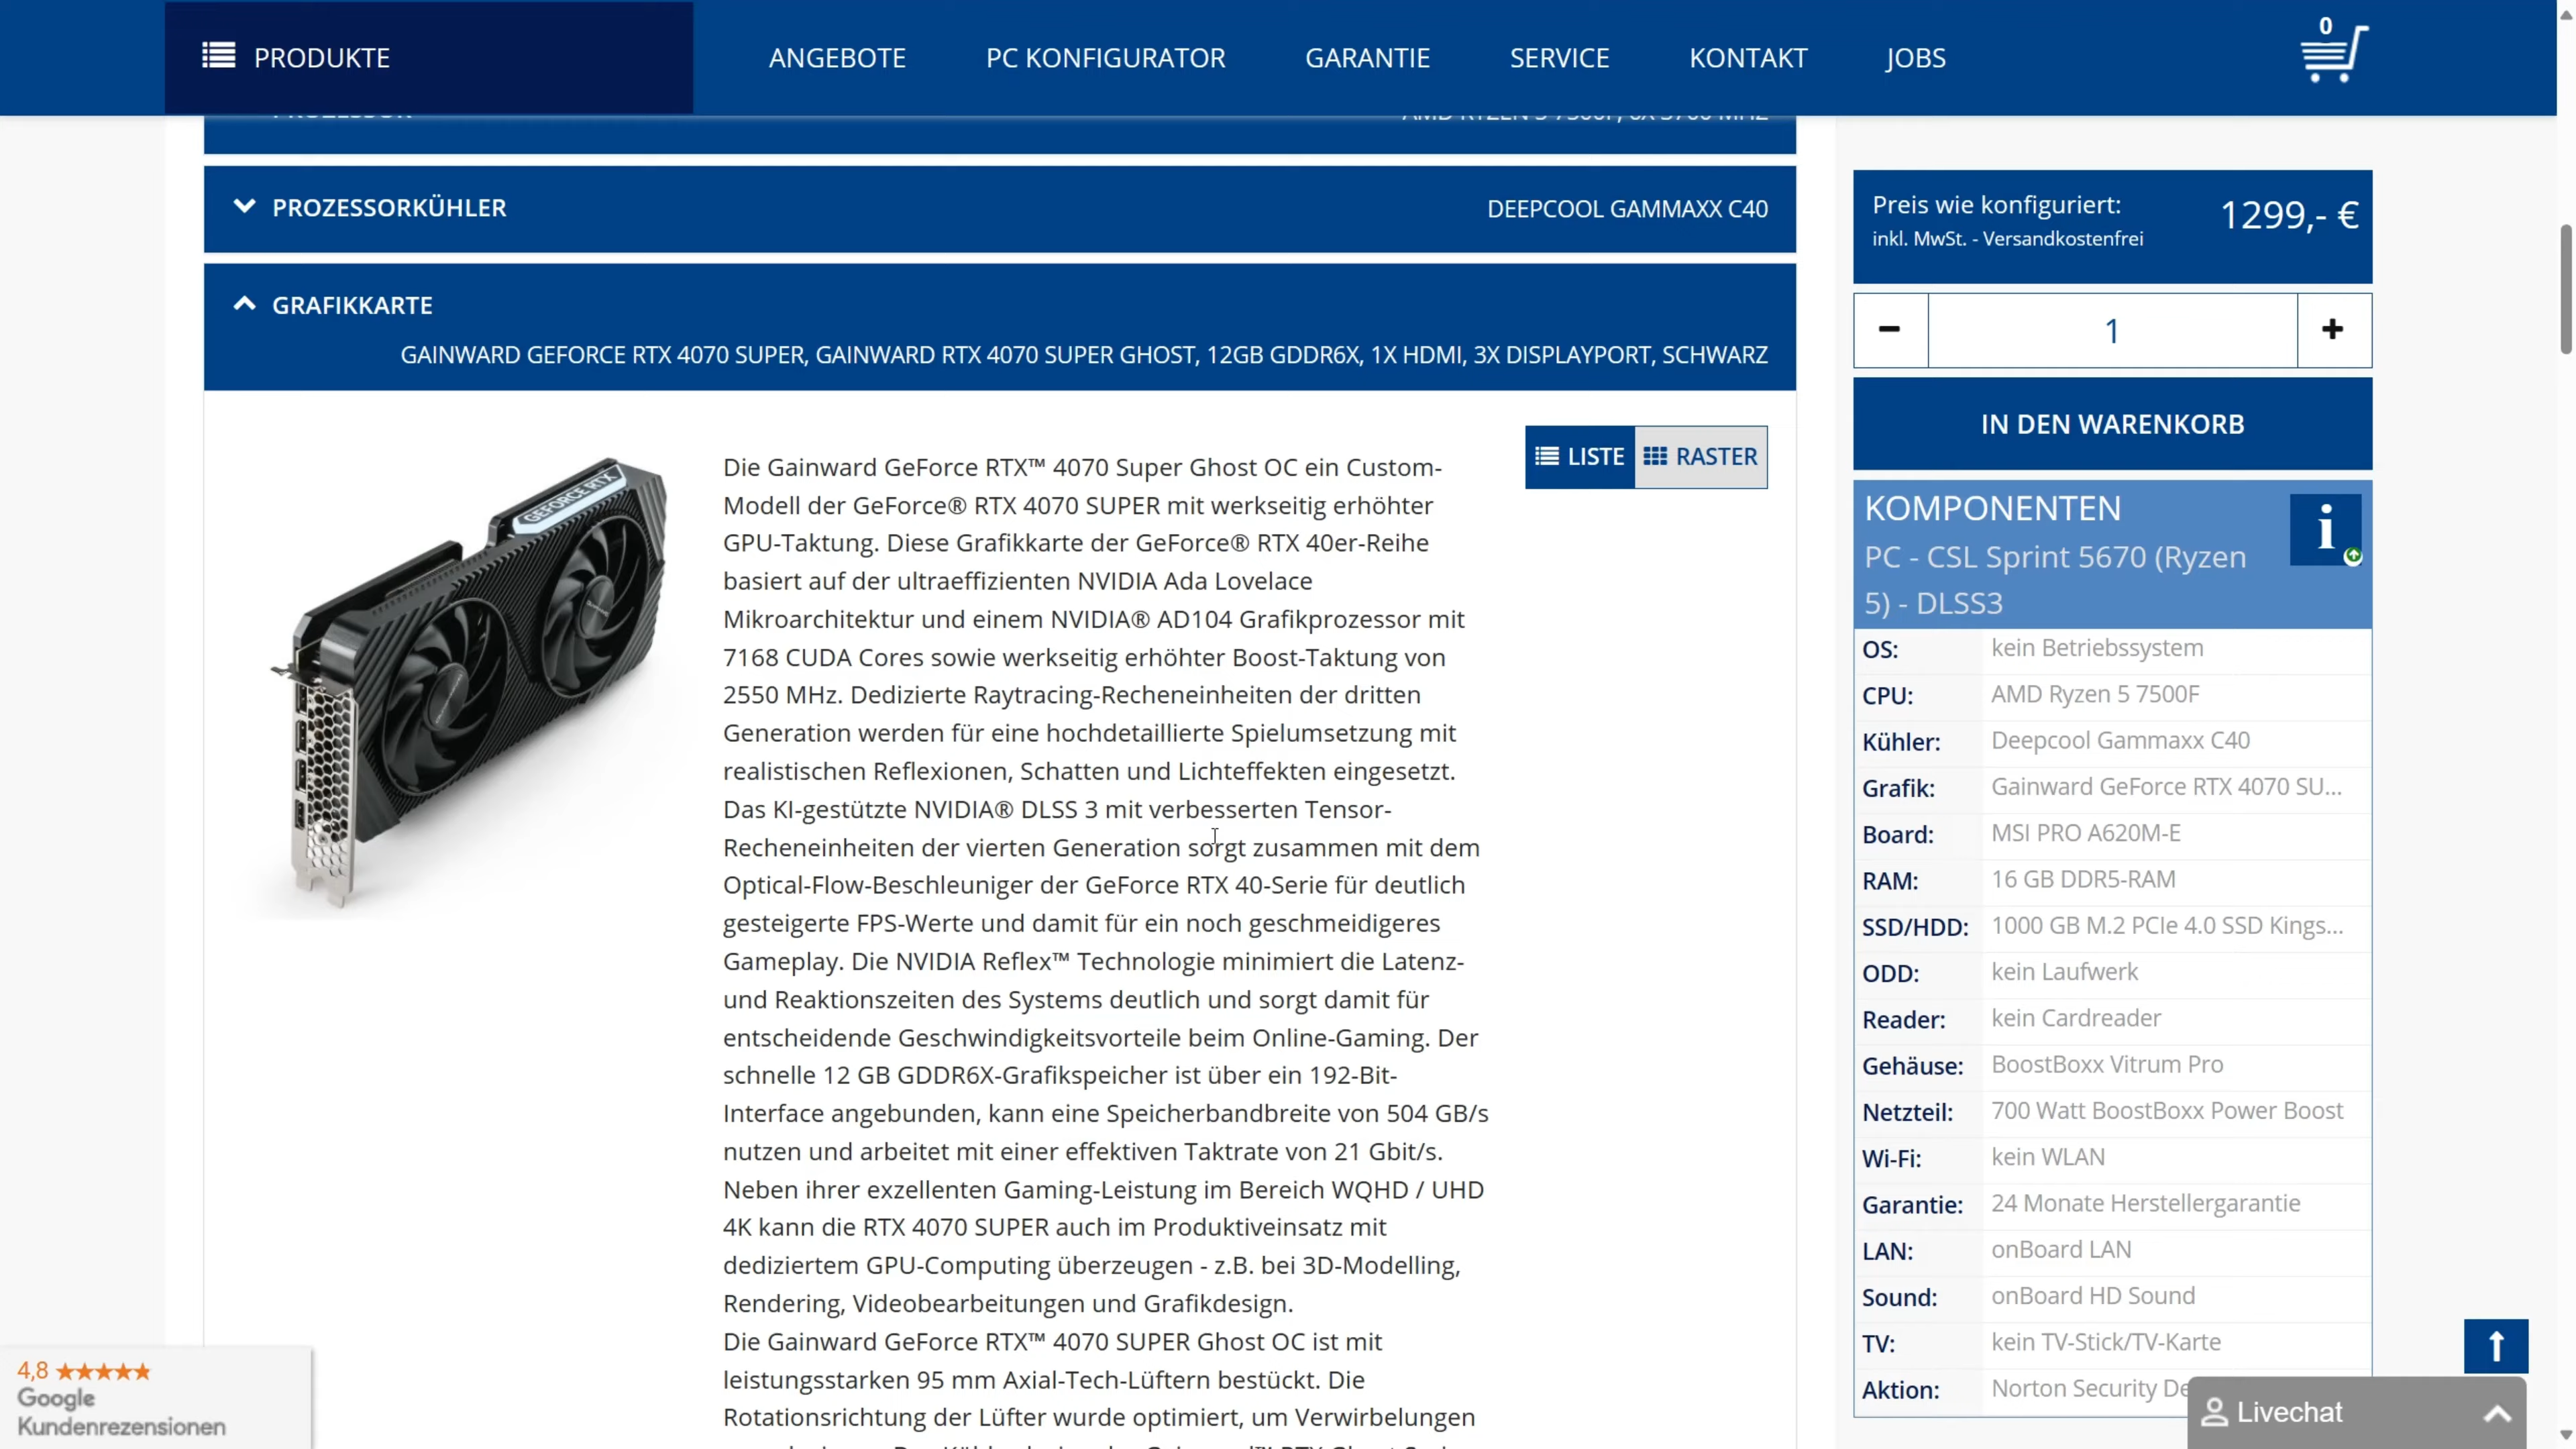 PRODUKTE
ANGEBOTE
PC KONFIGURATOR
GARANTIE
SERVICE
KONTAKT
JOBS
0
PROZESSORKÜHLER
DEEPCOOL GAMMAXX C40
GRAFIKKARTE
GAINWARD GEFORCE RTX 4070 SUPER, GAINWARD RTX 4070 SUPER GHOST, 12GB GDDR6X, 1X HDMI, 3X DISPLAYPORT, SCHWARZ
GEFORCE RTX
LISTE
RASTER
Die Gainward GeForce RTX™ 4070 Super Ghost OC ein Custom-
Modell der GeForce® RTX 4070 SUPER mit werkseitig erhöhter
GPU-Taktung. Diese Grafikkarte der GeForce® RTX 40er-Reihe
basiert auf der ultraeffizienten NVIDIA Ada Lovelace
Mikroarchitektur und einem NVIDIA® AD104 Grafikprozessor mit
7168 CUDA Cores sowie werkseitig erhöhter Boost-Taktung von
2550 MHz. Dedizierte Raytracing-Recheneinheiten der dritten
Generation werden für eine hochdetaillierte Spielumsetzung mit
realistischen Reflexionen, Schatten und Lichteffekten eingesetzt.
Das KI-gestützte NVIDIA® DLSS 3 mit verbesserten Tensor-
Recheneinheiten der vierten Generation sorgt zusammen mit dem
Optical-Flow-Beschleuniger der GeForce RTX 40-Serie für deutlich
gesteigerte FPS-Werte und damit für ein noch geschmeidigeres
Gameplay. Die NVIDIA Reflex™ Technologie minimiert die Latenz-
und Reaktionszeiten des Systems deutlich und sorgt damit für
entscheidende Geschwindigkeitsvorteile beim Online-Gaming. Der
schnelle 12 GB GDDR6X-Grafikspeicher ist über ein 192-Bit-
Interface angebunden, kann eine Speicherbandbreite von 504 GB/s
nutzen und arbeitet mit einer effektiven Taktrate von 21 Gbit/s.
Neben ihrer exzellenten Gaming-Leistung im Bereich WQHD / UHD
4K kann die RTX 4070 SUPER auch im Produktiveinsatz mit
dediziertem GPU-Computing überzeugen - z.B. bei 3D-Modelling,
Rendering, Videobearbeitungen und Grafikdesign.
Die Gainward GeForce RTX™ 4070 SUPER Ghost OC ist mit
leistungsstarken 95 mm Axial-Tech-Lüftern bestückt. Die
Rotationsrichtung der Lüfter wurde optimiert, um Verwirbelungen
Preis wie konfiguriert:
1299,- €
inkl. MwSt. - Versandkostenfrei
1
IN DEN WARENKORB
KOMPONENTEN
PC - CSL Sprint 5670 (Ryzen
5) - DLSS3
OS: kein Betriebssystem
CPU: AMD Ryzen 5 7500F
Kühler: Deepcool Gammaxx C40
Grafik: Gainward GeForce RTX 4070 SU...
Board: MSI PRO A620M-E
RAM: 16 GB DDR5-RAM
SSD/HDD: 1000 GB M.2 PCIe 4.0 SSD Kings...
ODD: kein Laufwerk
Reader: kein Cardreader
Gehäuse: BoostBoxx Vitrum Pro
Netzteil: 700 Watt BoostBoxx Power Boost
Wi-Fi: kein WLAN
Garantie: 24 Monate Herstellergarantie
LAN: onBoard LAN
Sound: onBoard HD Sound
TV: kein TV-Stick/TV-Karte
Aktion: Norton Security De
Livechat
4,8
Google
Kundenrezensionen